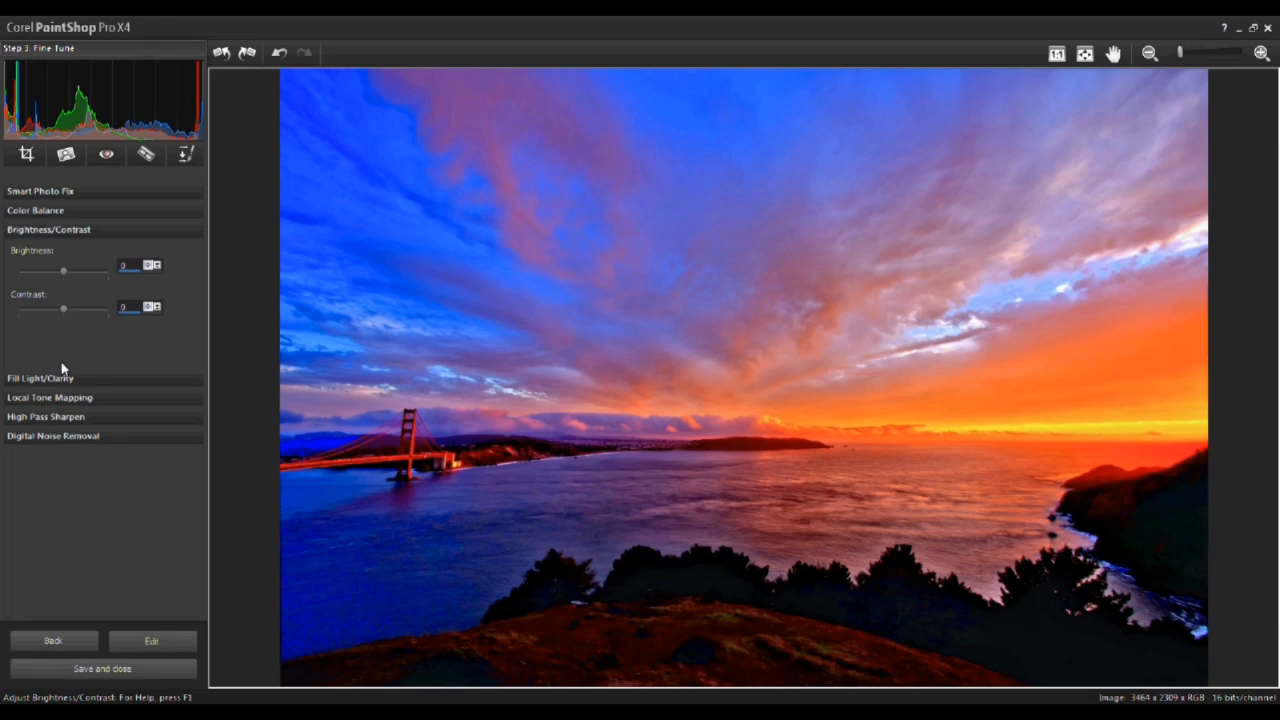 Corel PaintShop Pro X4
Step 3: Fine-Tune
1:1
Smart Photo Fix
Color Balance
Brightness/Contrast
Brightness:
0
Contrast:
0
Fill Light/Clarity
Local Tone Mapping
High Pass Sharpen
Digital Noise Removal
Back
Edit
Save and close
Adjust Brightness/Contrast: For Help, press F1
Image: 3464 x 2309 x RGB - 16 bits/channel